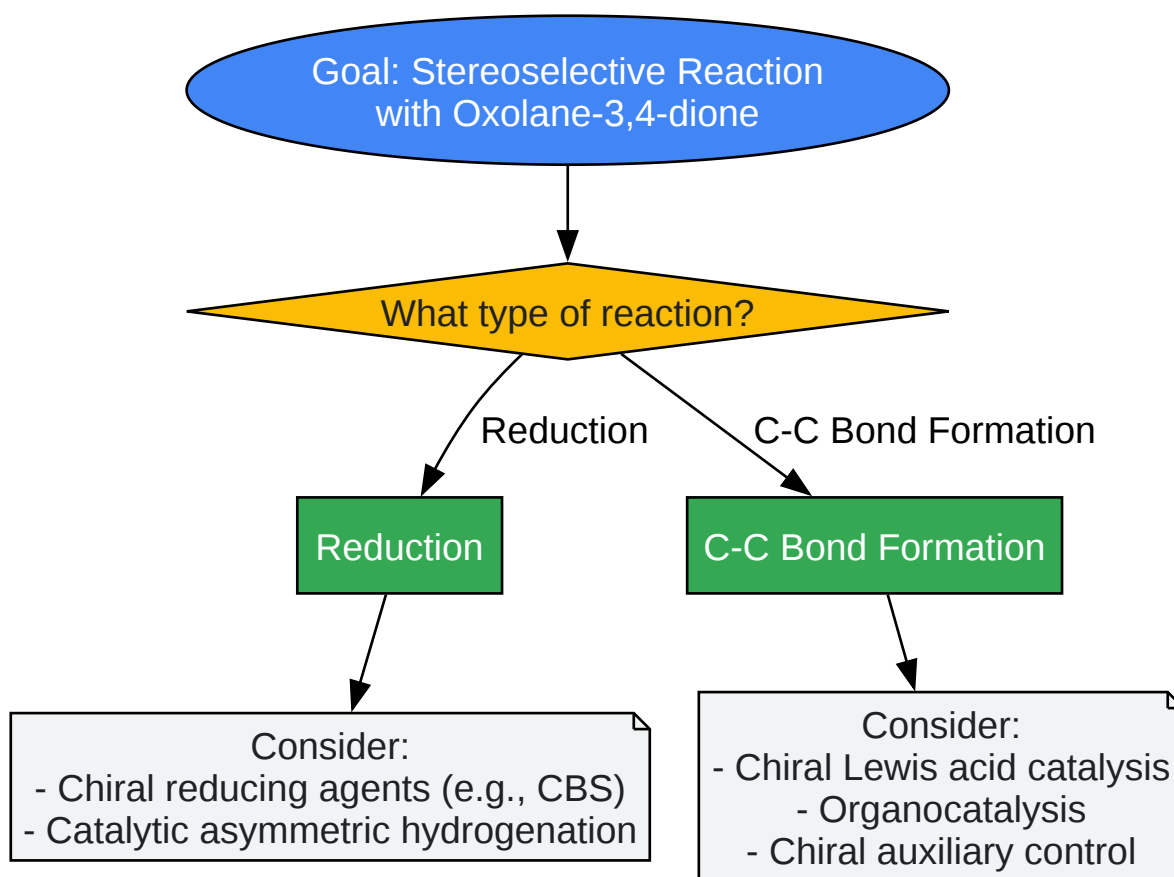 Goal: Stereoselective Reaction
with Oxolane-3,4-dione
What type of reaction?
Reduction
C-C Bond Formation
Reduction
C-C Bond Formation
Consider:
- Chiral reducing agents (e.g., CBS)
- Catalytic asymmetric hydrogenation
Consider:
- Chiral Lewis acid catalysis
- Organocatalysis
- Chiral auxiliary control